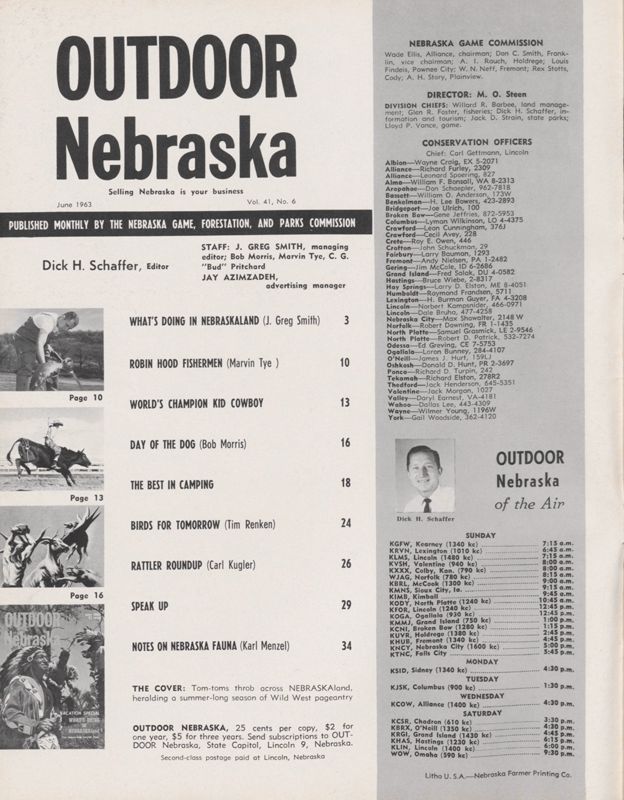 OUTDOOR
Nebraska
Selling Nebraska is your business
June 1963
Vol. 41, No. 6
PUBLISHED MONTHLY BY THE NEBRASKA GAME, FORESTATION, AND PARKS COMMISSION
Dick H. Schaffer, Editor
STAFF: J. GREG SMITH, managing
editor; Bob Morris, Marvin Tye, C. G.
"Bud" Pritchard
JAY AZIMZADEH,
advertising manager
WHAT'S DOING IN NEBRASKALAND (J. Greg Smith) 3
ROBIN HOOD FISHERMEN (Marvin Tye ) 10
WORLD'S CHAMPION KID COWBOY 13
DAY OF THE DOG (Bob Morris) 16
THE BEST IN CAMPING 18
BIRDS FOR TOMORROW (Tim Renken) 24
RATTLER ROUNDUP (Carl Kugler) 26
SPEAK UP 29
NOTES ON NEBRASKA FAUNA (Karl Menzel) 34
Page 10
Page 13
Page 16
OUTDOOR
Nebraska
VACATION SPECIAL
WHAT'S DOING IN
THE COVER: Tom-toms throb across NEBRASKAland,
heralding a summer-long season of Wild West pageantry
OUTDOOR NEBRASKA, 25 cents per copy, $2 for
one year, $5 for three years. Send subscriptions to OUT-
DOOR Nebraska, State Capitol, Lincoln 9, Nebraska.
Second-class postage paid at Lincoln, Nebraska
NEBRASKA GAME COMMISSION
Wade Ellis, Alliance, chairman; Don C. Smith, Frank-
lin, vice chairman; A. I. Rauch, Holdrege; Louis
Findeis, Pawnee City; W. N. Neff, Fremont; Rex Stotts,
Cody; A. H. Story, Plainview.
DIRECTOR: M. O. Steen
DIVISION CHIEFS: Willard R. Barbee, land manage-
ment; Glen R. Foster, fisheries; Dick H. Schaffer, in-
formation and tourism; Jack D. Strain, state parks;
Lloyd P. Vance, game.
CONSERVATION OFFICERS
Chief: Carl Gettmann, Lincoln
Albion—Wayne Craig, EX 5-2071
Alliance—Richard Furley, 2309
Alliance—Leonard Spoering, 827
Alma—William F. Bonsall, WA 8-2313
Arapahoe—Don Schaepler, 962-7818
Bassett—William O. Anderson, 173W
Benkelman—H. Lee Bowers, 423-2893
Bridgeport—Joe Ulrich, 100
Broken Bow—Gene Jeffries, 872-5953
Columbus—Lyman Wilkinson, LO 4-4375
Crawford—Leon Cunningham, 376J
Crawford—Cecil Avey, 228
Crete—Roy E. Owen, 446
Crofton—John Schuckman, 29
Fairbury—Larry Bauman, 1293
Fremont—Andy Nielsen, PA 1-2482
Gering—Jim McCole, ID 6-2686
Grand Island—Fred Salak, DU 4-0582
Hastings—Bruce Wiebe, 2-8317
Hay Springs—Larry D. Elston, ME 8-4051
Humboldt—Raymond Frandsen, 5711
Lexington—H. Burman Guyer, FA 4-3208
Lincoln—Norbert Kampsnider, 466-0971
Lincoln—Dale Bruha, 477-4258
Nebraska City—Max Showalter, 2148 W
Norfolk—Robert Downing, FR 1-1435
North Platte—Samuel Grasmick, LE 2-9546
North Platte—Robert D. Patrick, 532-7274
Odessa—Ed Greving, CE 7-5753
Ogallala—Loron Bunney, 284-4107
O'Neill—James J. Hurt, 159LJ
Oshkosh—Donald D. Hunt, PR 2-3697
Ponca—Richard D. Turpin, 242
Tekamah—Richard Elston, 278R2
Thedford—Jack Henderson, 645-5351
Valentine—Jack Morgan, 1027
Valley—Daryl Earnest, VA-4181
Wahoo—Dallas Lee, 443-4309
Wayne—Wilmer Young, 1196W
York—Gail Woodside, 362-4120
OUTDOOR
Nebraska
of the Air
Dick H. Schaffer
SUNDAY
KGFW, Kearney (1340 kc) 7:15 a.m.
KRVN, Lexington (1010 kc) 6:45 a.m.
KLMS, Lincoln (1480 kc) 7:15 a.m.
KVSH, Valentine (940 kc) 8:00 a.m.
KXXX, Colby, Kan. (790 kc) 8:00 a.m.
WJAG, Norfolk (780 kc) 8:15 a.m.
KBRL, McCook (1300 kc) 9:00 a.m.
KMNS, Sioux City, Ia. 9:15 a.m.
KIMB, Kimball 9:45 a.m.
KODY, North Platte (1240 kc) 10:45 a.m.
KFOR, Lincoln (1240 kc) 12:45 p.m.
KOGA, Ogallala (930 kc) 12:45 p.m.
KMMJ, Grand Island (750 kc) 1:00 p.m.
KCNI, Broken Bow (1280 kc) 1:15 p.m.
KUVR, Holdrege (1380 kc) 2:45 p.m.
KHUB, Fremont (1340 kc) 4:45 p.m.
KNCY, Nebraska City (1600 kc) 5:00 p.m.
KTNC, Falls City 5:45 p.m.
MONDAY
KSID, Sidney (1340 kc) 4:30 p.m.
TUESDAY
KJSK, Columbus (900 kc) 1:30 p.m.
WEDNESDAY
KCOW, Alliance (1400 kc) 4:30 p.m.
SATURDAY
KCSR, Chadron (610 kc) 3:30 p.m.
KBRX, O'Neill (1350 kc) 4:30 p.m.
KRGI, Grand Island (1430 kc) 4:45 p.m.
KHAS, Hastings (1230 kc) 6:15 p.m.
KLIN, Lincoln (1400 kc) 6:00 p.m.
WOW, Omaha (590 kc) 9:30 p.m.
Litho U. S. A.—Nebraska Farmer Printing Co.